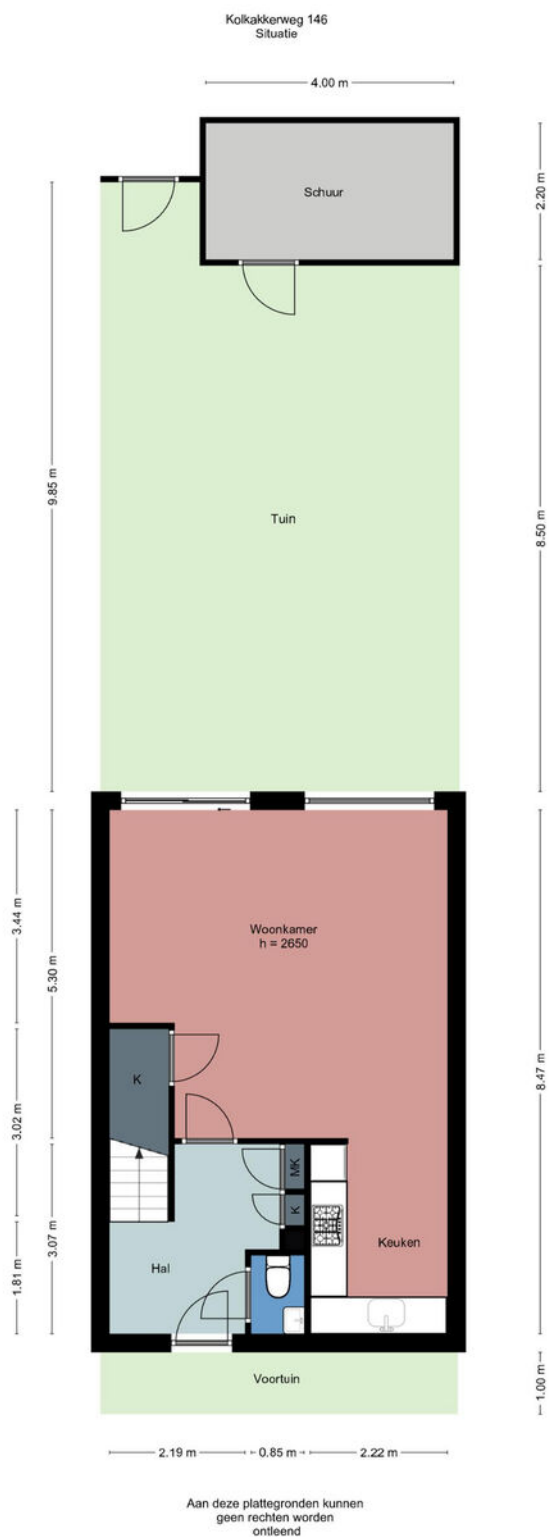 Kolkakkerweg 146
Situatie
4.00 m
Schuur
2.20 m
9.85 m
Tuin
8.50 m
3.44 m
Woonkamer
h = 2650
5.30 m
8.47 m
K
3.02 m
MK
K
Keuken
3.07 m
Hal
1.81 m
Voortuin
1.00 m
2.19 m
0.85 m
2.22 m
Aan deze plattegronden kunnen
geen rechten worden
ontleend